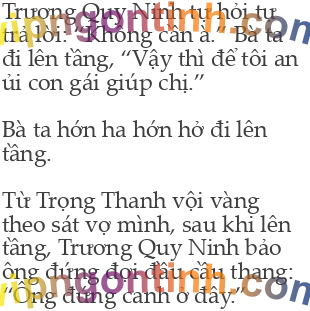 Trương Quy Ninh tự hỏi tự
trả lời: “Không cần à.” Bà ta
đi lên tầng, “Vậy thì để tôi an
ủi con gái giúp chị.”
Bà ta hớn ha hớn hở đi lên
tầng.
Từ Trọng Thanh vội vàng
theo sát vợ mình, sau khi lên
tầng, Trương Quy Ninh bảo
ông đứng đợi đầu cầu thang:
“Ông đứng canh ở đây.”